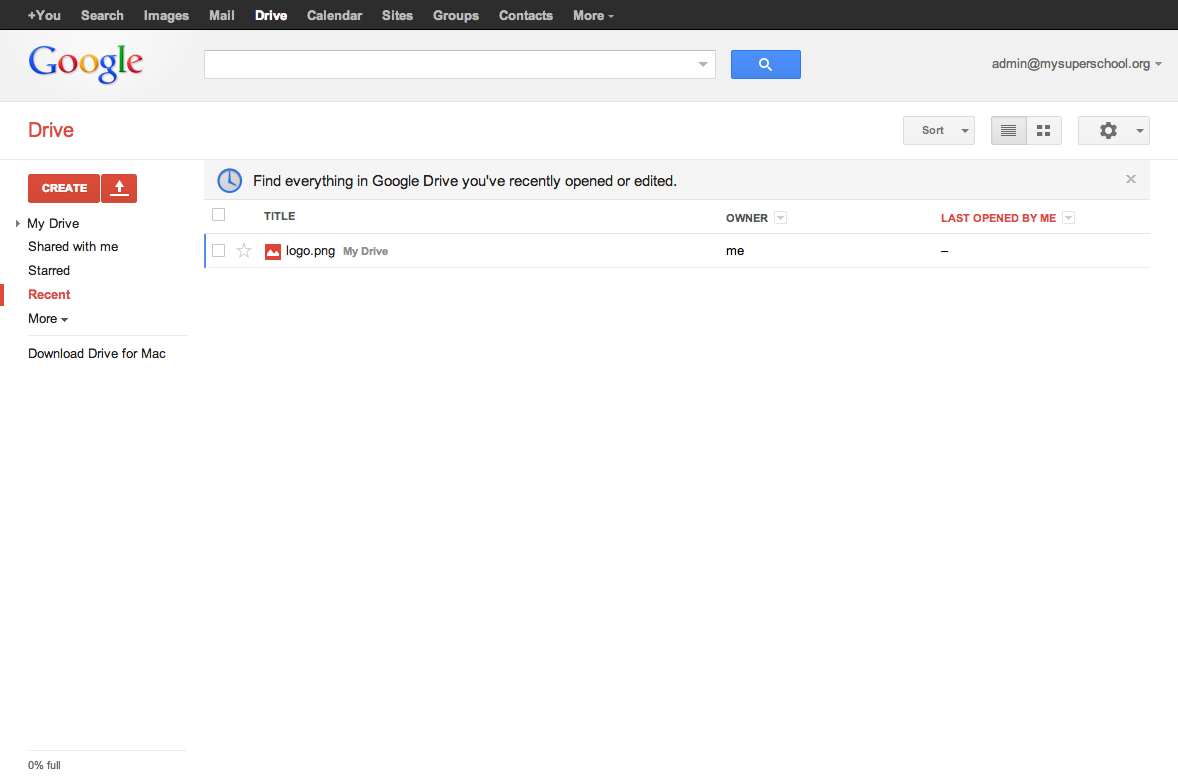 +You Search Images Mail Drive Calendar Sites Groups Contacts More
Google
admin@mysuperschool.org
Drive
Sort
CREATE
Find everything in Google Drive you've recently opened or edited.
TITLE OWNER LAST OPENED BY ME
logo.png My Drive me –
My Drive
Shared with me
Starred
Recent
More
Download Drive for Mac
0% full